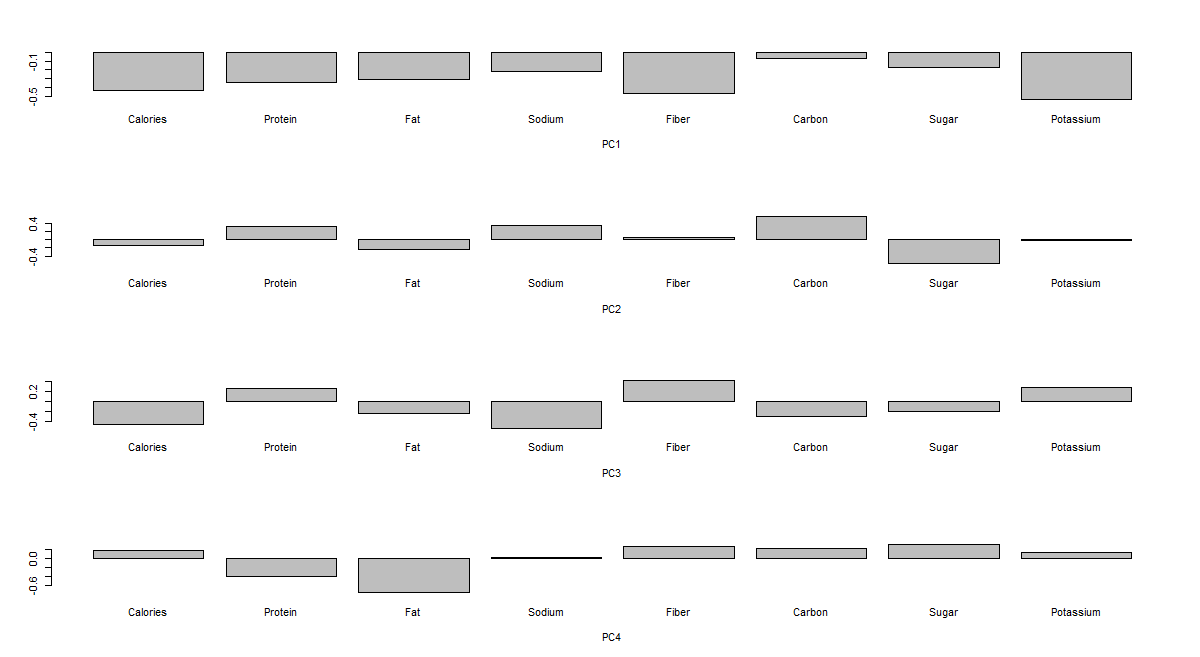 -0.1
-0.5
Calories Protein Fat Sodium Fiber Carbon Sugar Potassium
PC1
0.4
-0.4
Calories Protein Fat Sodium Fiber Carbon Sugar Potassium
PC2
0.2
-0.4
Calories Protein Fat Sodium Fiber Carbon Sugar Potassium
PC3
0.0
-0.6
Calories Protein Fat Sodium Fiber Carbon Sugar Potassium
PC4